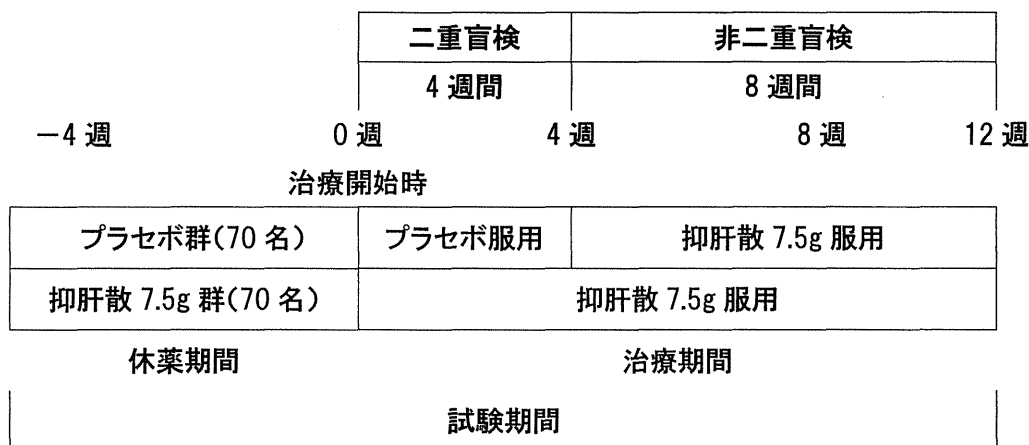 二重盲検 非二重盲検
4 週間 8 週間
－4 週 0 週 4 週 8 週 12 週
治療開始時
プラセボ群(70 名) プラセボ服用 抑肝散 7.5g 服用
抑肝散 7.5g 群(70 名) 抑肝散 7.5g 服用
休薬期間 治療期間
試験期間